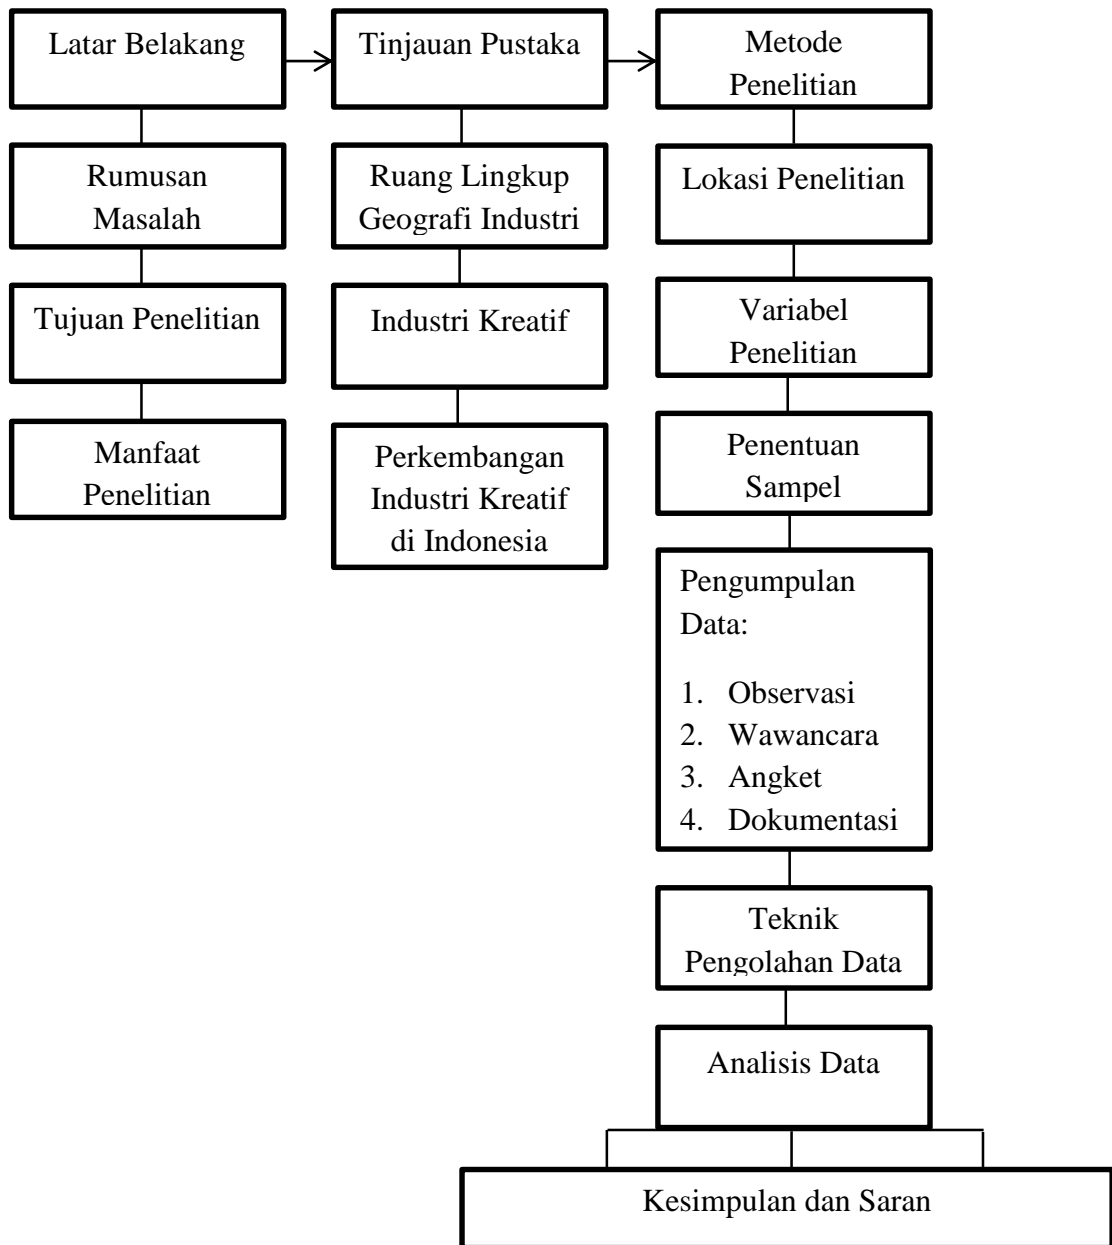 Latar Belakang
Rumusan
Masalah
Tujuan Penelitian
Manfaat
Penelitian
Tinjauan Pustaka
Ruang Lingkup
Geografi Industri
Industri Kreatif
Perkembangan
Industri Kreatif
di Indonesia
Metode
Penelitian
Lokasi Penelitian
Variabel
Penelitian
Penentuan
Sampel
Pengumpulan
Data:
1. Observasi
2. Wawancara
3. Angket
4. Dokumentasi
Teknik
Pengolahan Data
Analisis Data
Kesimpulan dan Saran